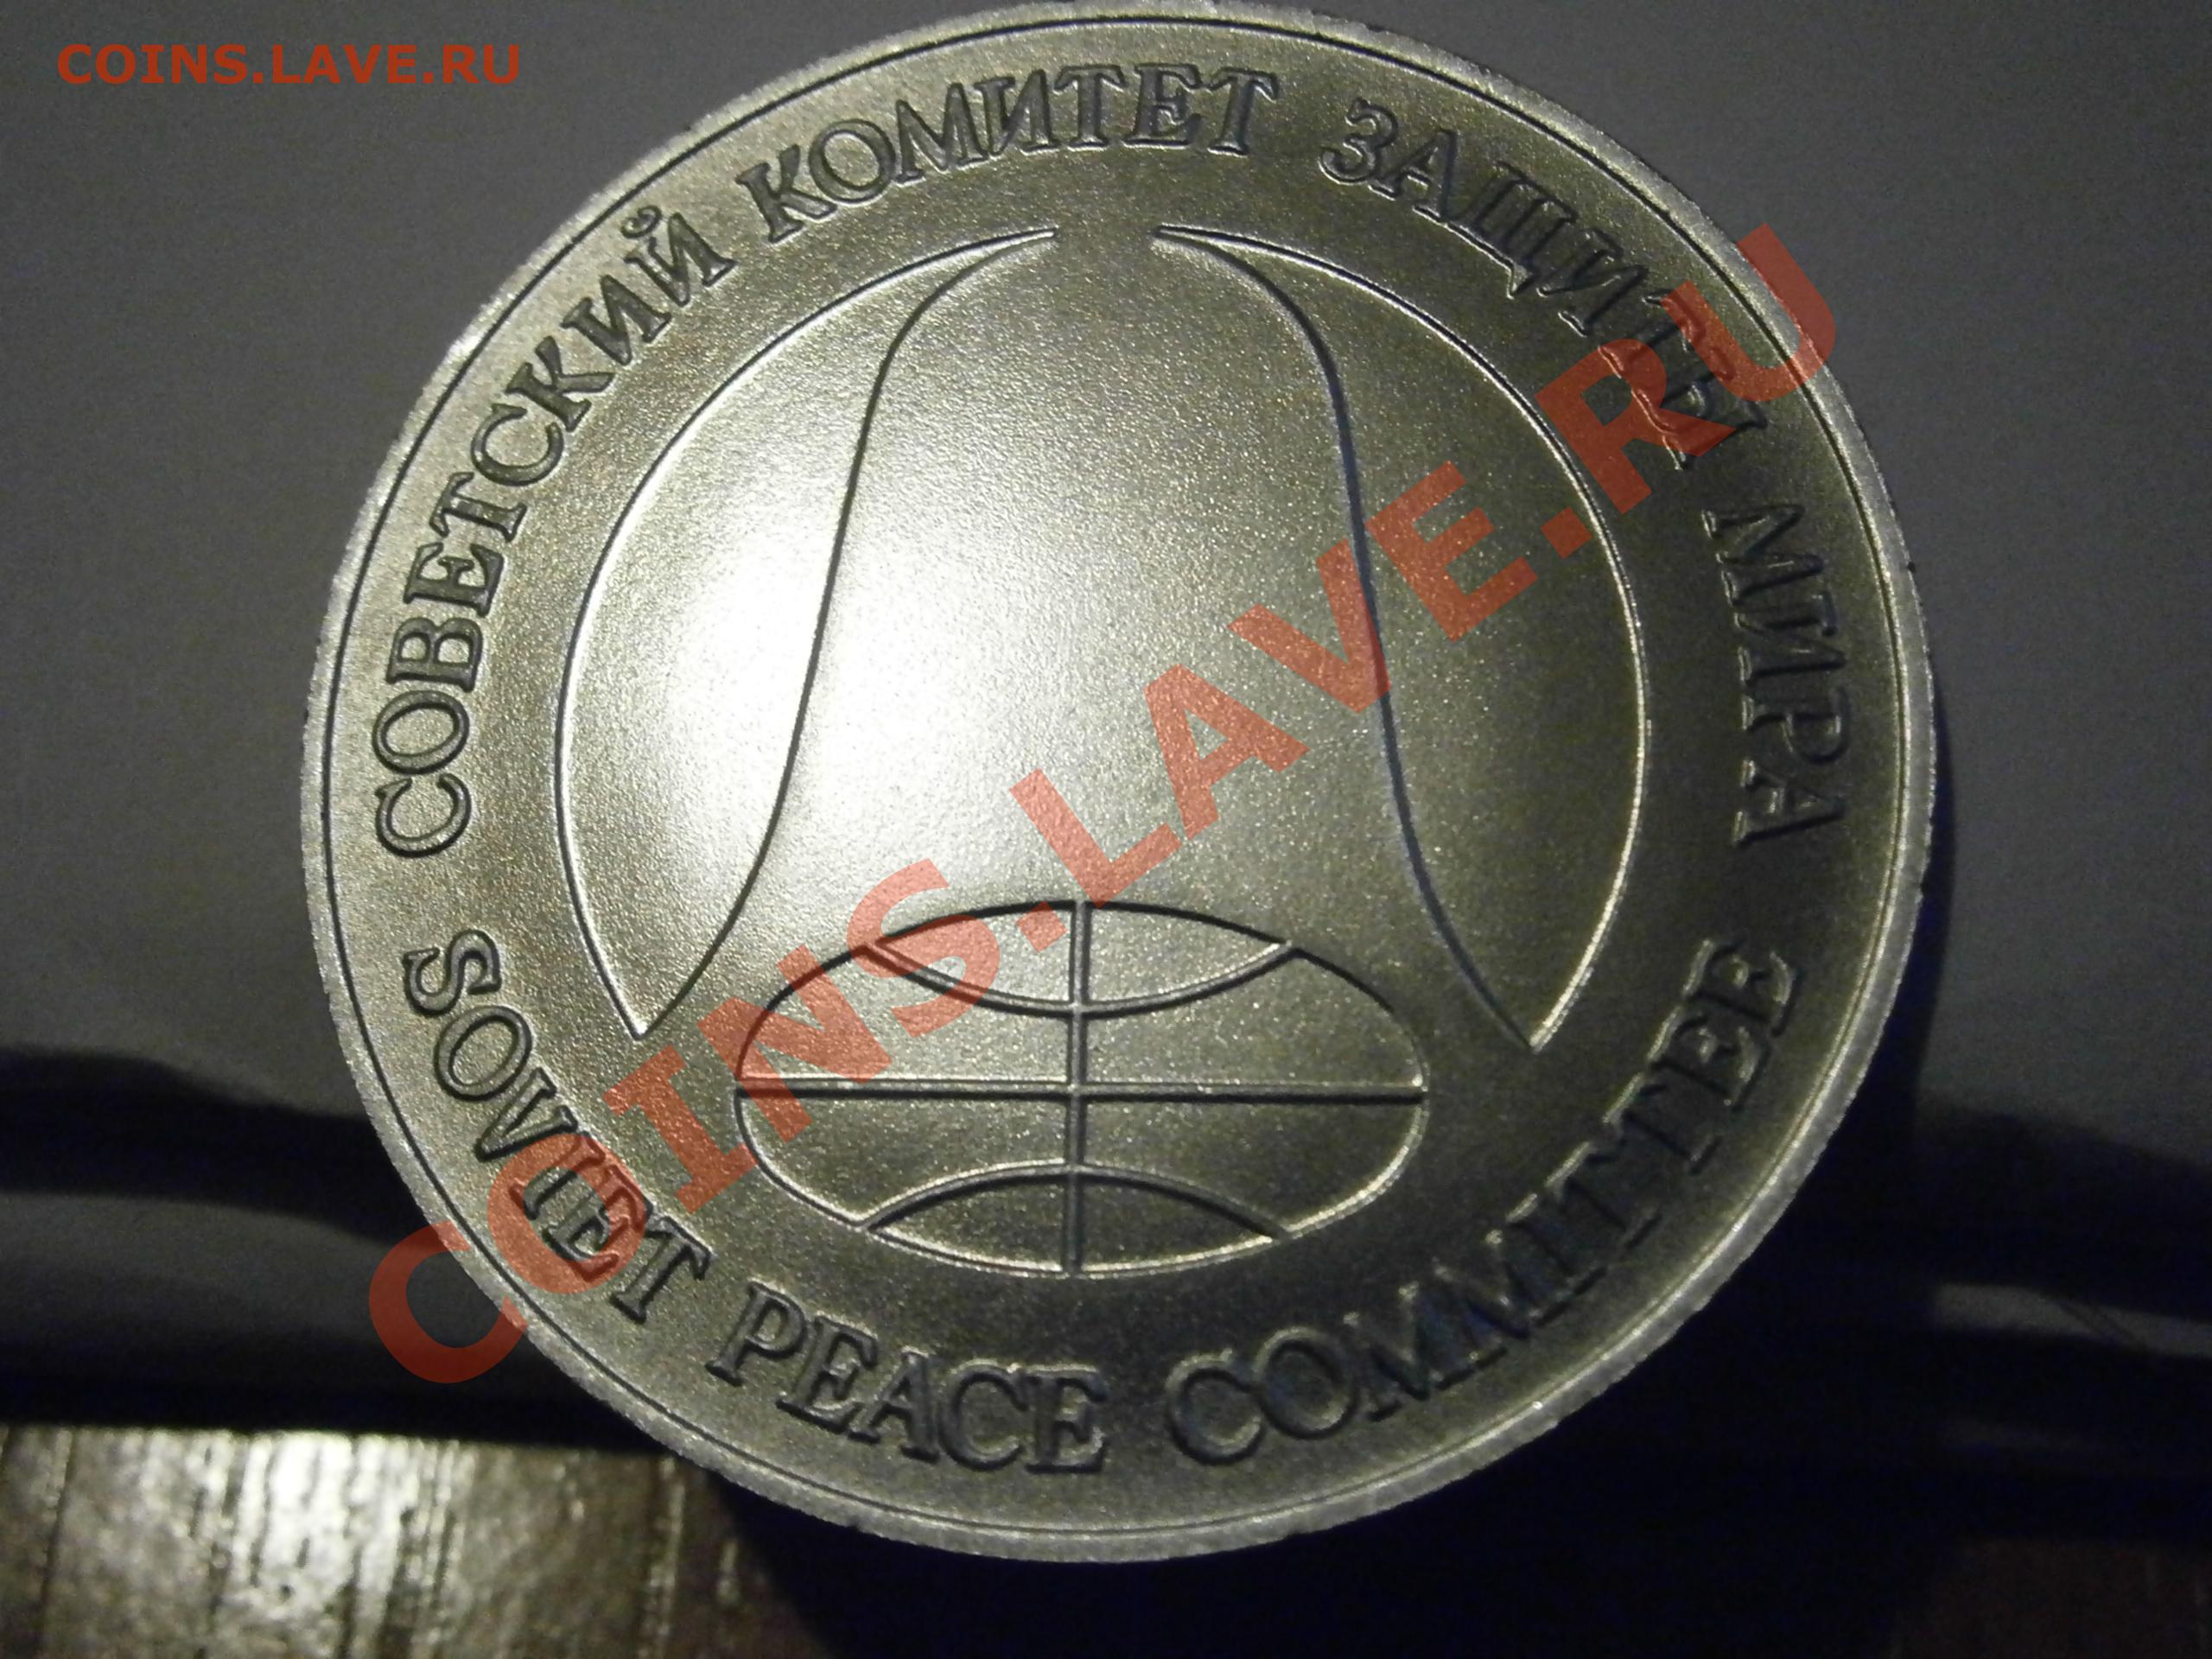 COINS.LAVE.RU
СОВЕТСКИЙ КОМИТЕТ ЗАЩИТЫ МИРА
SOVIET PEACE COMMITTEE
COINS.LAVE.RU